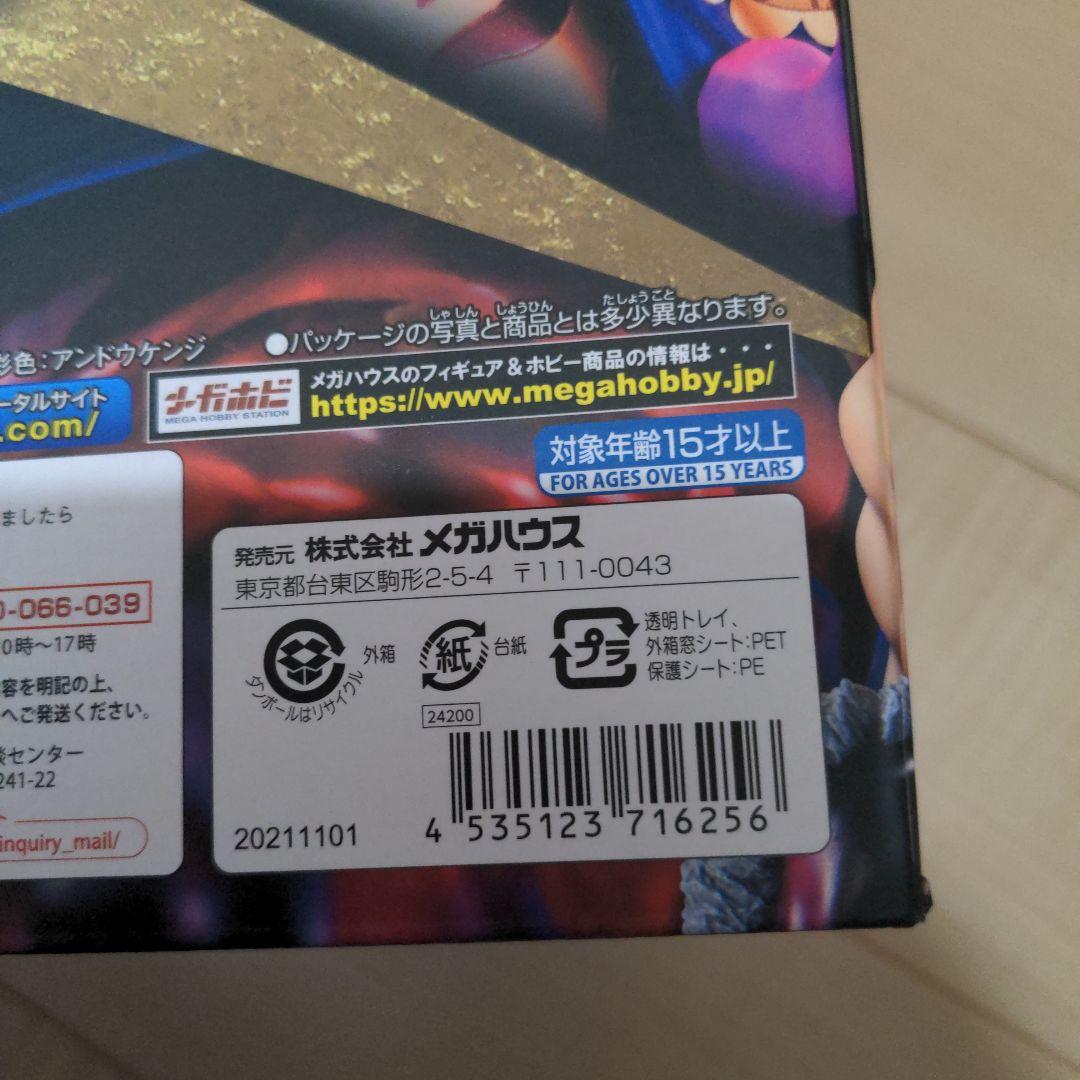 しゃしん しょうひん たしょうこと
●パッケージの写真と商品とは多少異なります。
彩色：アンドウケンジ
ータルサイト
.com/
メガホビ
MEGA HOBBY STATION
メガハウスのフィギュア&ホビー商品の情報は・・・
https://www.megahobby.jp/
対象年齢15才以上
FOR AGES OVER 15 YEARS
ましたら
0-066-039
0時～17時
容を明記の上、
へご発送ください。
談センター
241-22
inquiry_mail/
発売元 株式会社 メガハウス
東京都台東区駒形2-5-4 〒111-0043
外箱
ダンボールはリサイクル
紙
台紙
プラ
透明トレイ、
外箱窓シート：PET
保護シート：PE
24200
20211101
4 535123 716256